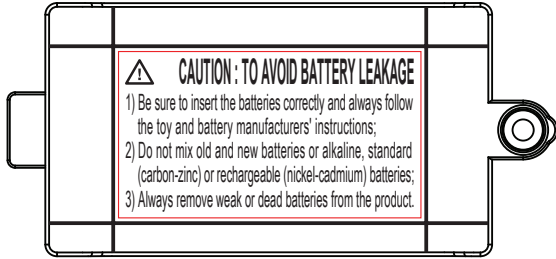 CAUTION : TO AVOID BATTERY LEAKAGE
1) Be sure to insert the batteries correctly and always follow
the toy and battery manufacturers' instructions;
2) Do not mix old and new batteries or alkaline, standard
(carbon-zinc) or rechargeable (nickel-cadmium) batteries;
3) Always remove weak or dead batteries from the product.